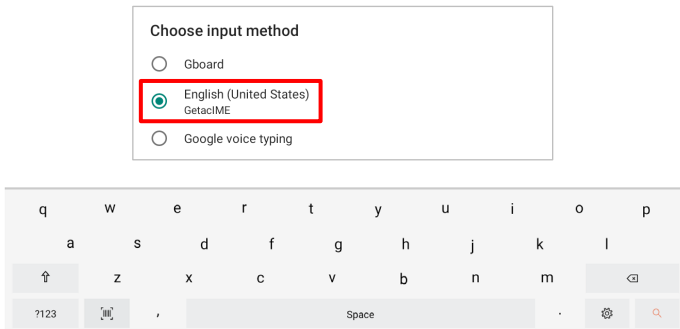 Choose input method
Gboard
English (United States)
GetacIME
Google voice typing
q w e r t y u i o p
a s d f g h j k l
z x c v b n m
?123 , Space .